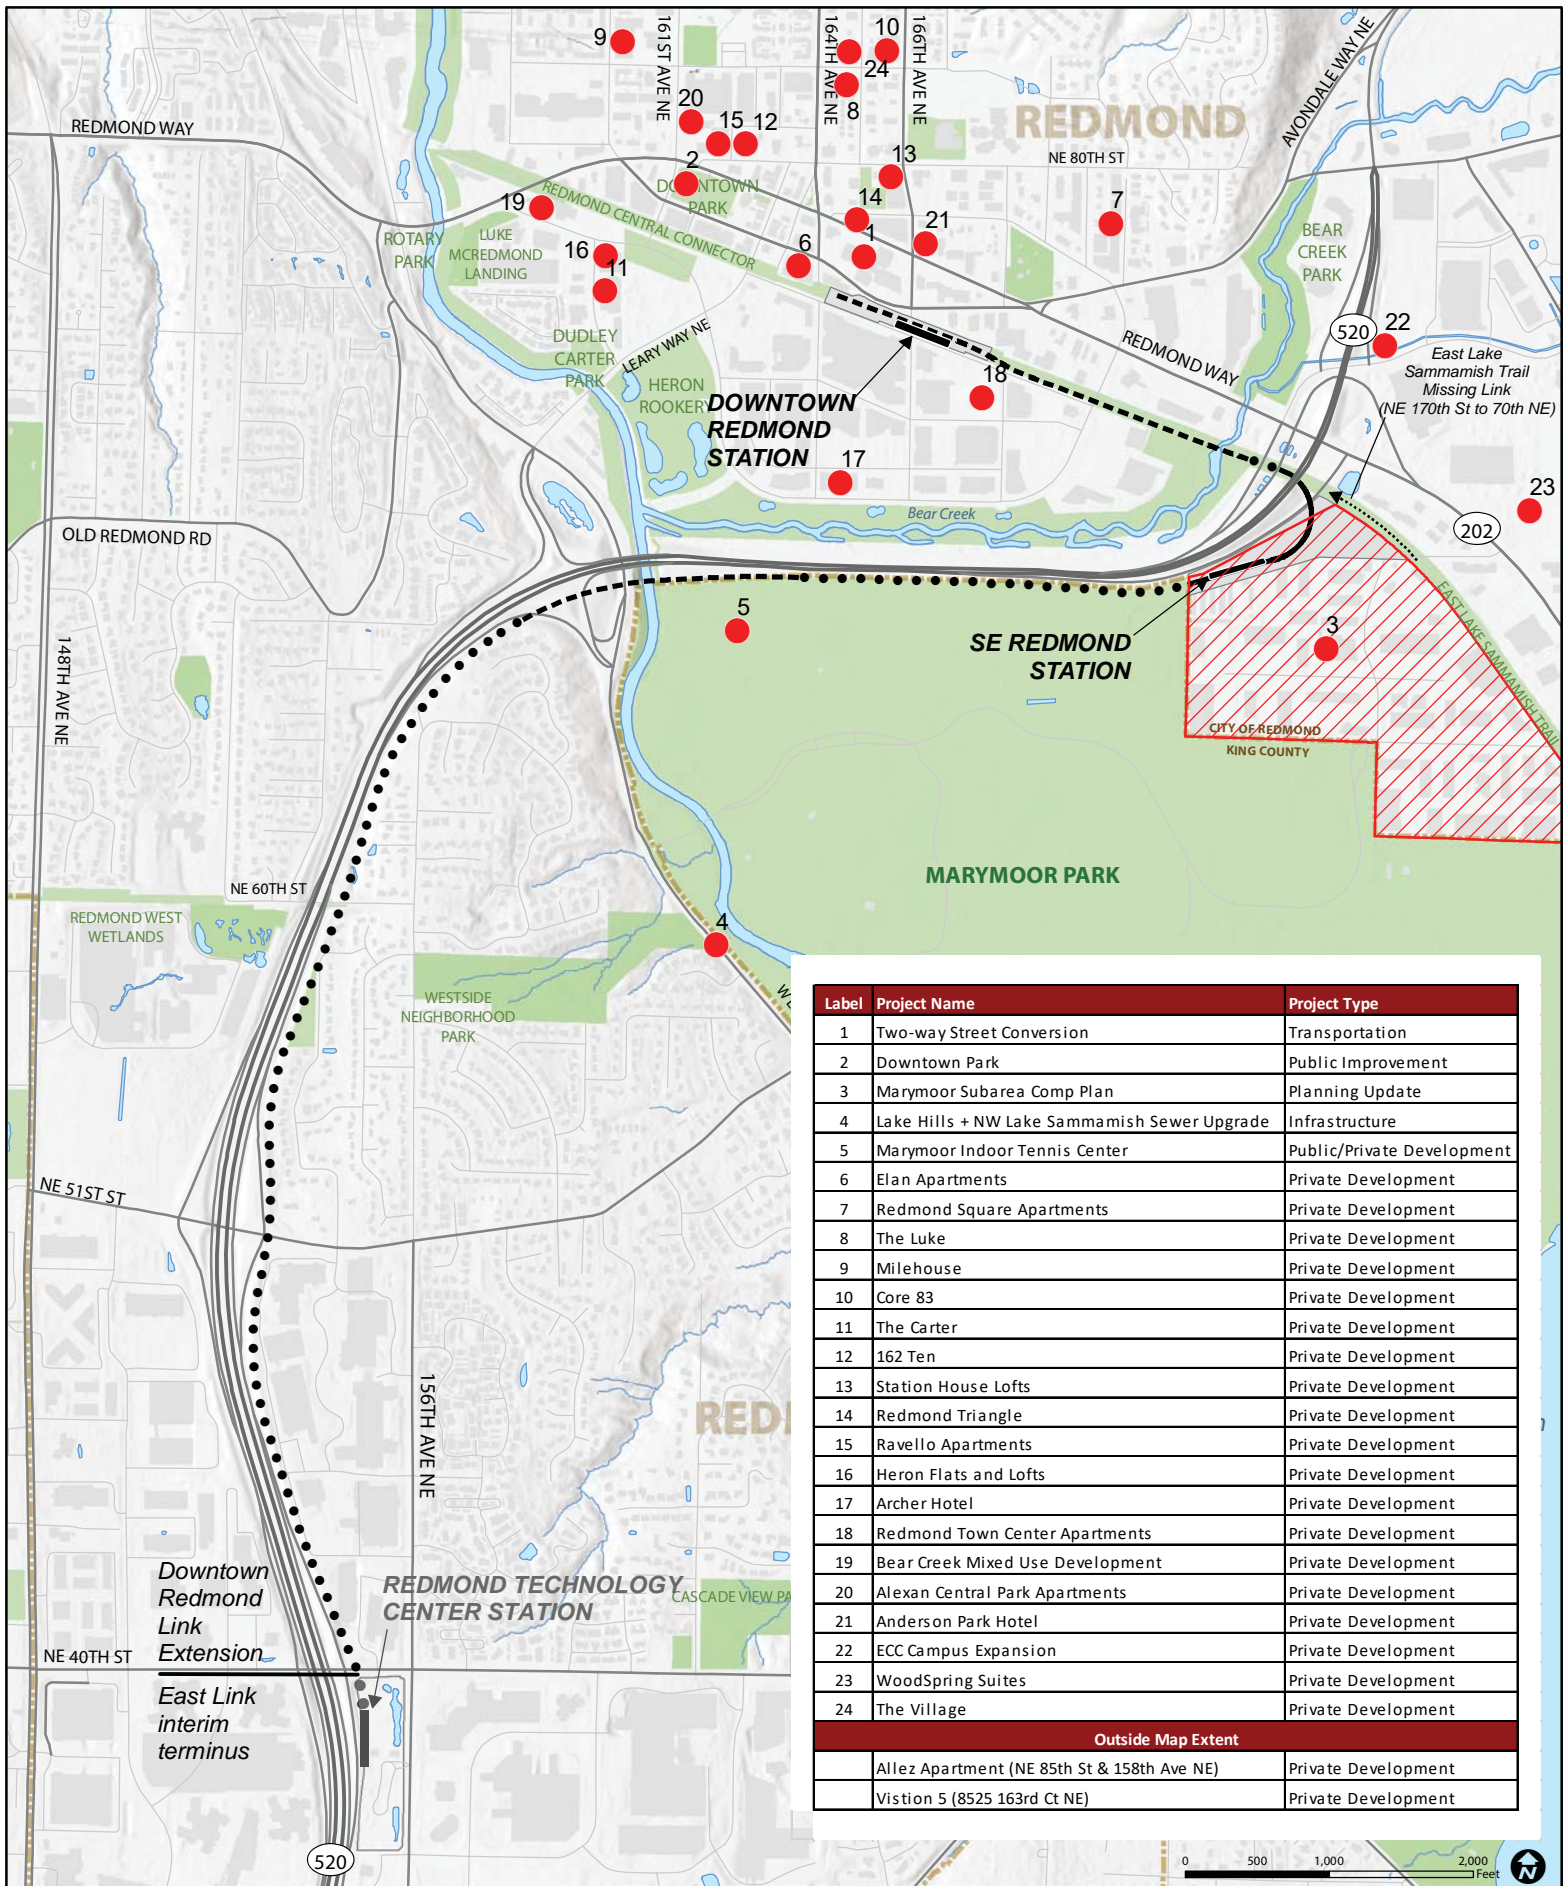 9
161ST AVE NE
164TH AVE NE
10
166TH AVE NE
24
8
20
15 12
REDMOND
AVONDALE WAY NE
REDMOND WAY
2
13
NE 80TH ST
DOWNTOWN
PARK
19
REDMOND CENTRAL CONNECTOR
14
7
21
1
6
ROTARY
PARK
LUKE
MCREDMOND
LANDING
16
11
BEAR
CREEK
PARK
520
22
DUDLEY
CARTER
PARK
LEARY WAY NE
HERON
ROOKERY
REDMOND WAY
East Lake
Sammamish Trail
Missing Link
(NE 170th St to 70th NE)
18
DOWNTOWN
REDMOND
STATION
17
23
Bear Creek
202
OLD REDMOND RD
5
3
SE REDMOND
STATION
EAST LAKE SAMMAMISH TRAIL
148TH AVE NE
CITY OF REDMOND
KING COUNTY
MARYMOOR PARK
NE 60TH ST
REDMOND WEST
WETLANDS
4
WESTSIDE
NEIGHBORHOOD
PARK
NE 51ST ST
156TH AVE NE
Label Project Name Project Type
1 Two-way Street Conversion Transportation
2 Downtown Park Public Improvement
3 Marymoor Subarea Comp Plan Planning Update
4 Lake Hills + NW Lake Sammamish Sewer Upgrade Infrastructure
5 Marymoor Indoor Tennis Center Public/Private Development
6 Elan Apartments Private Development
7 Redmond Square Apartments Private Development
8 The Luke Private Development
9 Milehouse Private Development
10 Core 83 Private Development
11 The Carter Private Development
12 162 Ten Private Development
13 Station House Lofts Private Development
14 Redmond Triangle Private Development
15 Ravello Apartments Private Development
16 Heron Flats and Lofts Private Development
17 Archer Hotel Private Development
18 Redmond Town Center Apartments Private Development
19 Bear Creek Mixed Use Development Private Development
20 Alexan Central Park Apartments Private Development
21 Anderson Park Hotel Private Development
22 ECC Campus Expansion Private Development
23 WoodSpring Suites Private Development
24 The Village Private Development
Outside Map Extent
Allez Apartment (NE 85th St & 158th Ave NE) Private Development
Vistion 5 (8525 163rd Ct NE) Private Development
RED
Downtown
Redmond
Link
Extension
REDMOND TECHNOLOGY
CENTER STATION
CASCADE VIEW PA
NE 40TH ST
East Link
interim
terminus
520
0 500 1,000 2,000
Feet
N